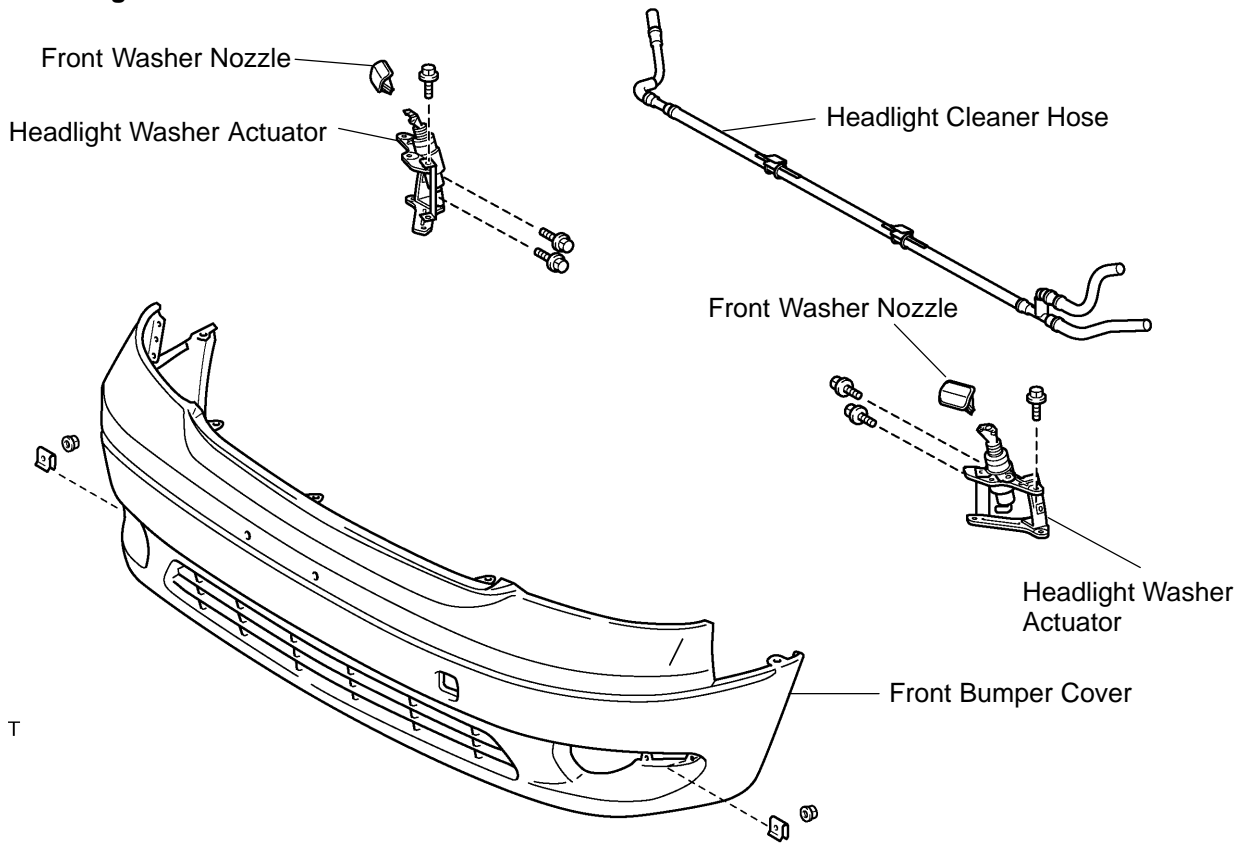 Front Washer Nozzle
Headlight Washer Actuator
Headlight Cleaner Hose
Front Washer Nozzle
Headlight Washer
Actuator
Front Bumper Cover
T